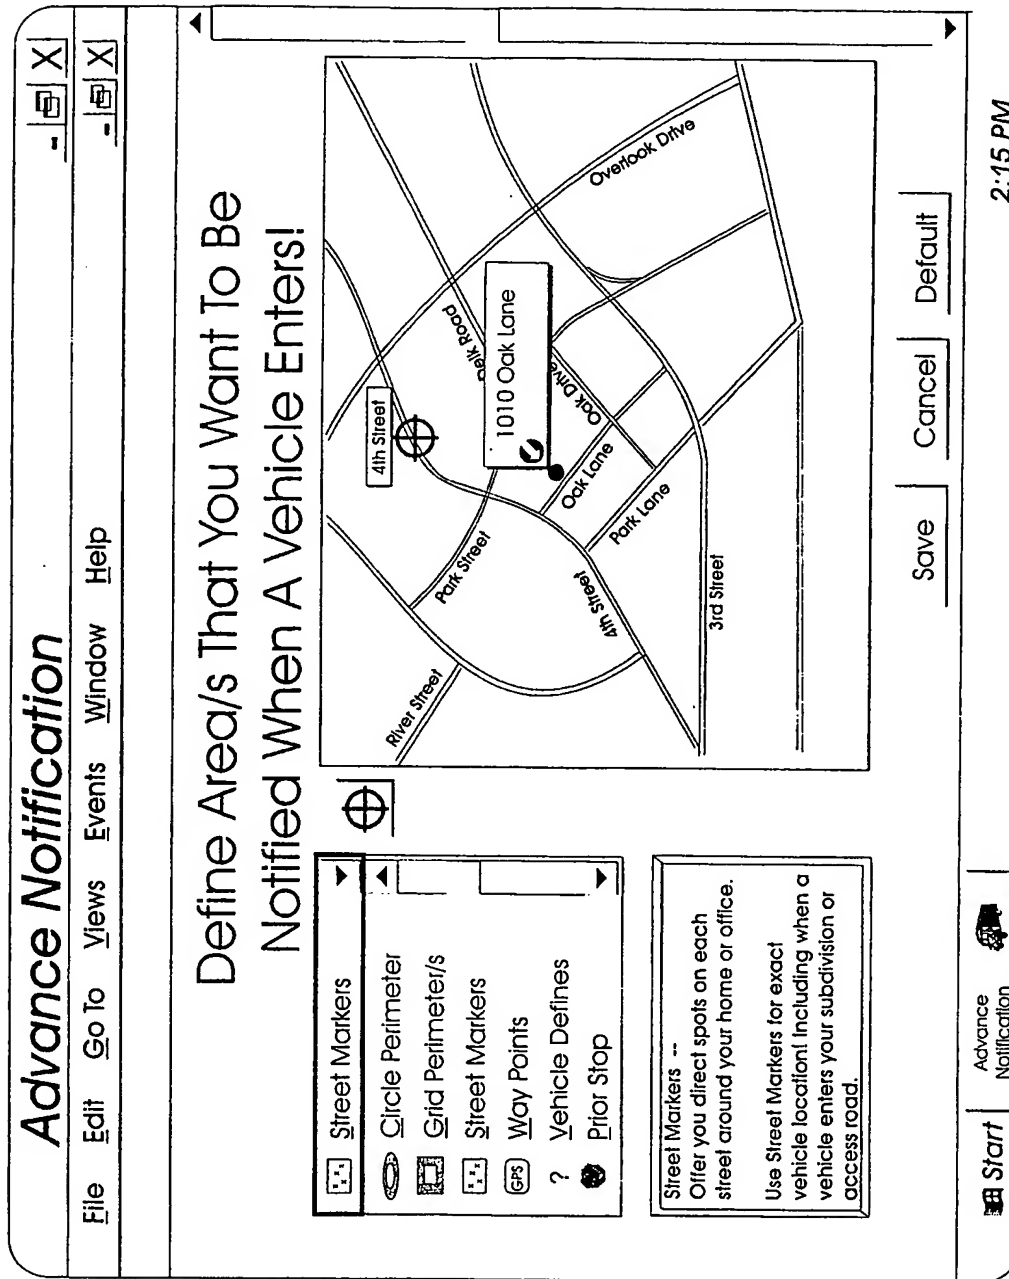 Advance Notification
File Edit Go To Views Events Window Help
Define Area/s That You Want To Be
Notified When A Vehicle Enters!
Street Markers
Circle Perimeter
Grid Perimeter/s
Street Markers
GPS Way Points
? Vehicle Defines
Prior Stop
Street Markers --
Offer you direct spots on each
street around your home or office.
Use Street Markers for exact
vehicle location! Including when a
vehicle enters your subdivision or
access road.
River Street
Park Street
4th Street
4th Street
Belk Road
1010 Oak Lane
Oak Drive
Oak Lane
Park Lane
3rd Street
Overlook Drive
Save Cancel Default
Start
Advance
Notification
2:15 PM